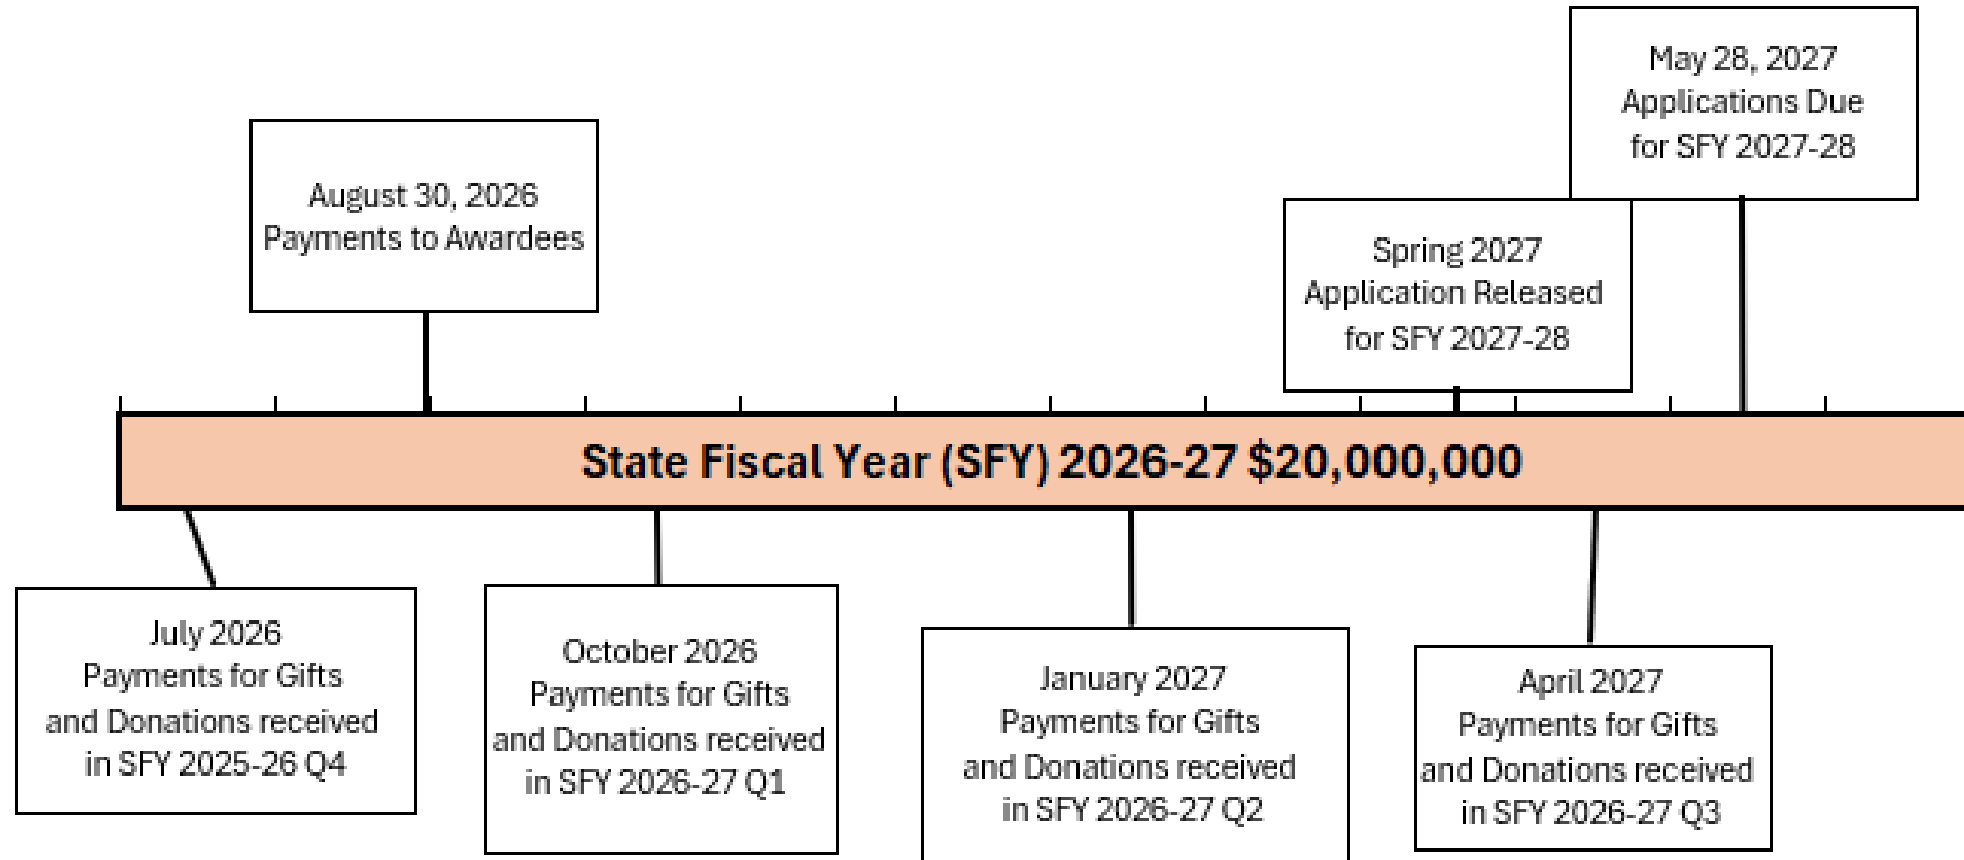 May 28, 2027
Applications Due
for SFY 2027-28
August 30, 2026
Payments to Awardees
Spring 2027
Application Released
for SFY 2027-28
State Fiscal Year (SFY) 2026-27 $20,000,000
July 2026
Payments for Gifts
and Donations received
in SFY 2025-26 Q4
October 2026
Payments for Gifts
and Donations received
in SFY 2026-27 Q1
January 2027
Payments for Gifts
and Donations received
in SFY 2026-27 Q2
April 2027
Payments for Gifts
and Donations received
in SFY 2026-27 Q3